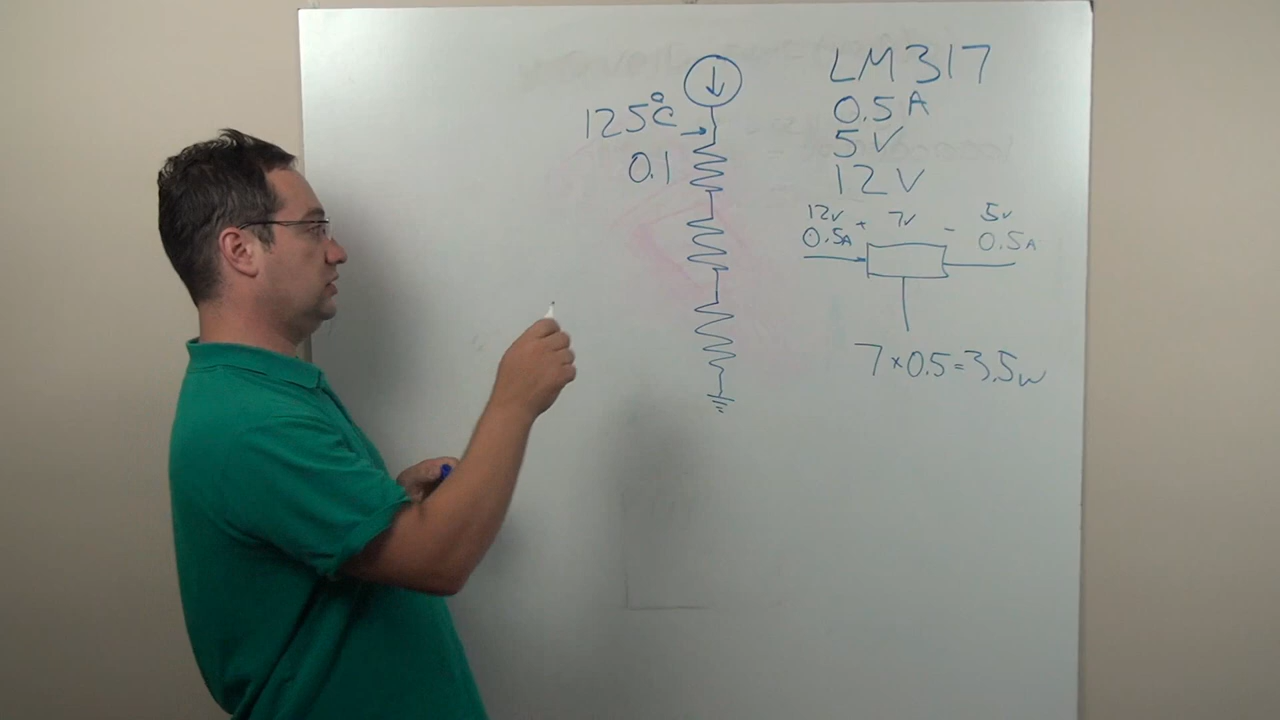 LM317
0.5A
5V
12V
125°C
0.1
12V + 7V - 5V
0.5A 0.5A
7×0.5=3.5W